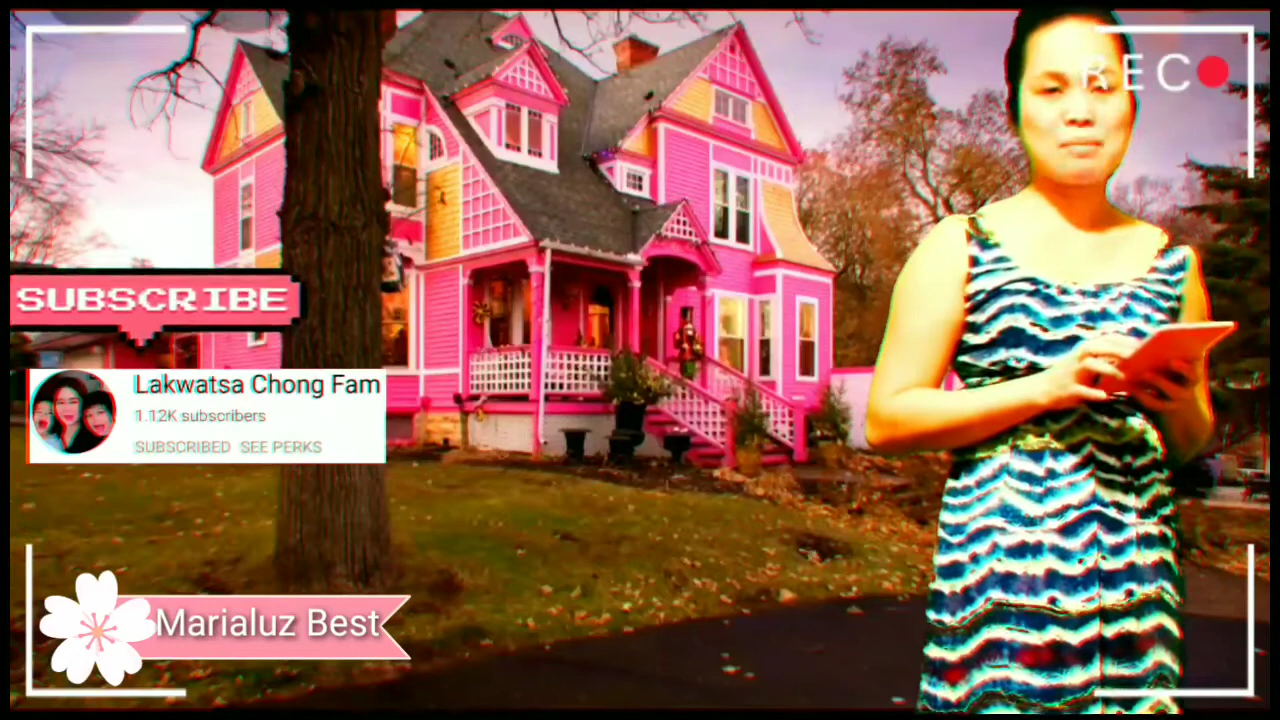 REC
SUBSCRIBE
Lakwatsa Chong Fam
1.12K subscribers
SUBSCRIBED SEE PERKS
Marialuz Best